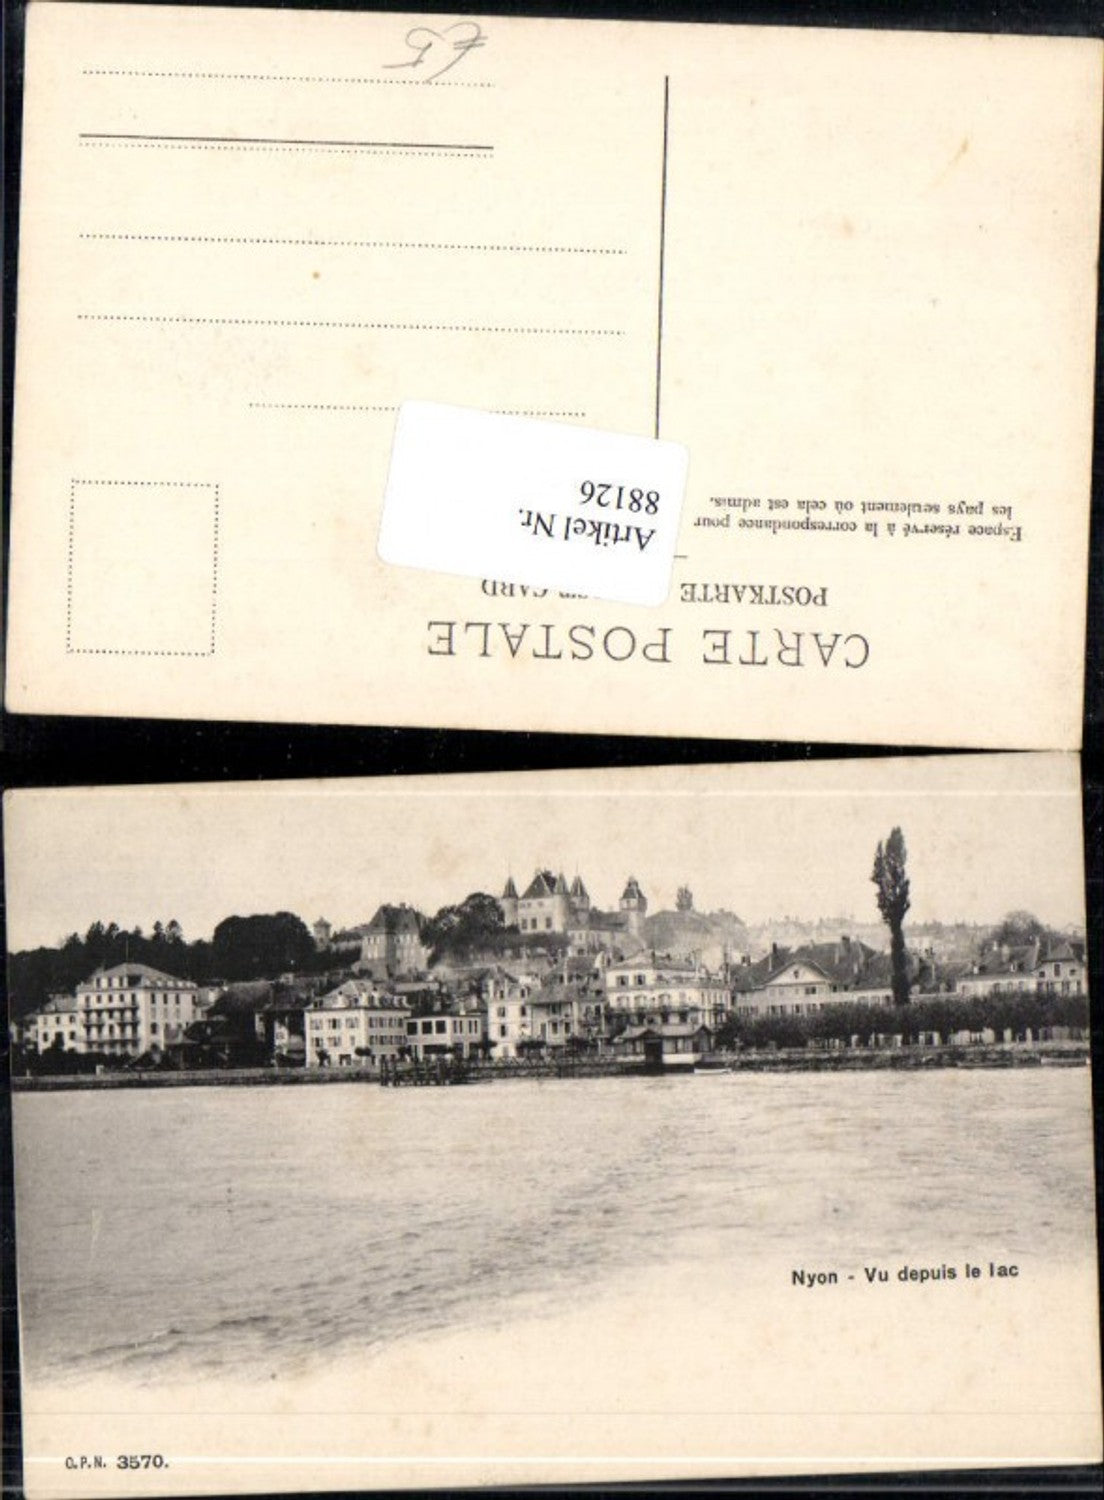 CARTE POSTALE
POSTKARTE CARD
Espace réservé à la correspondance pour
les pays seulement où cela est admis.
Artikel Nr.
88126
Nyon - Vu depuis le lac
C.P.N. 3570.